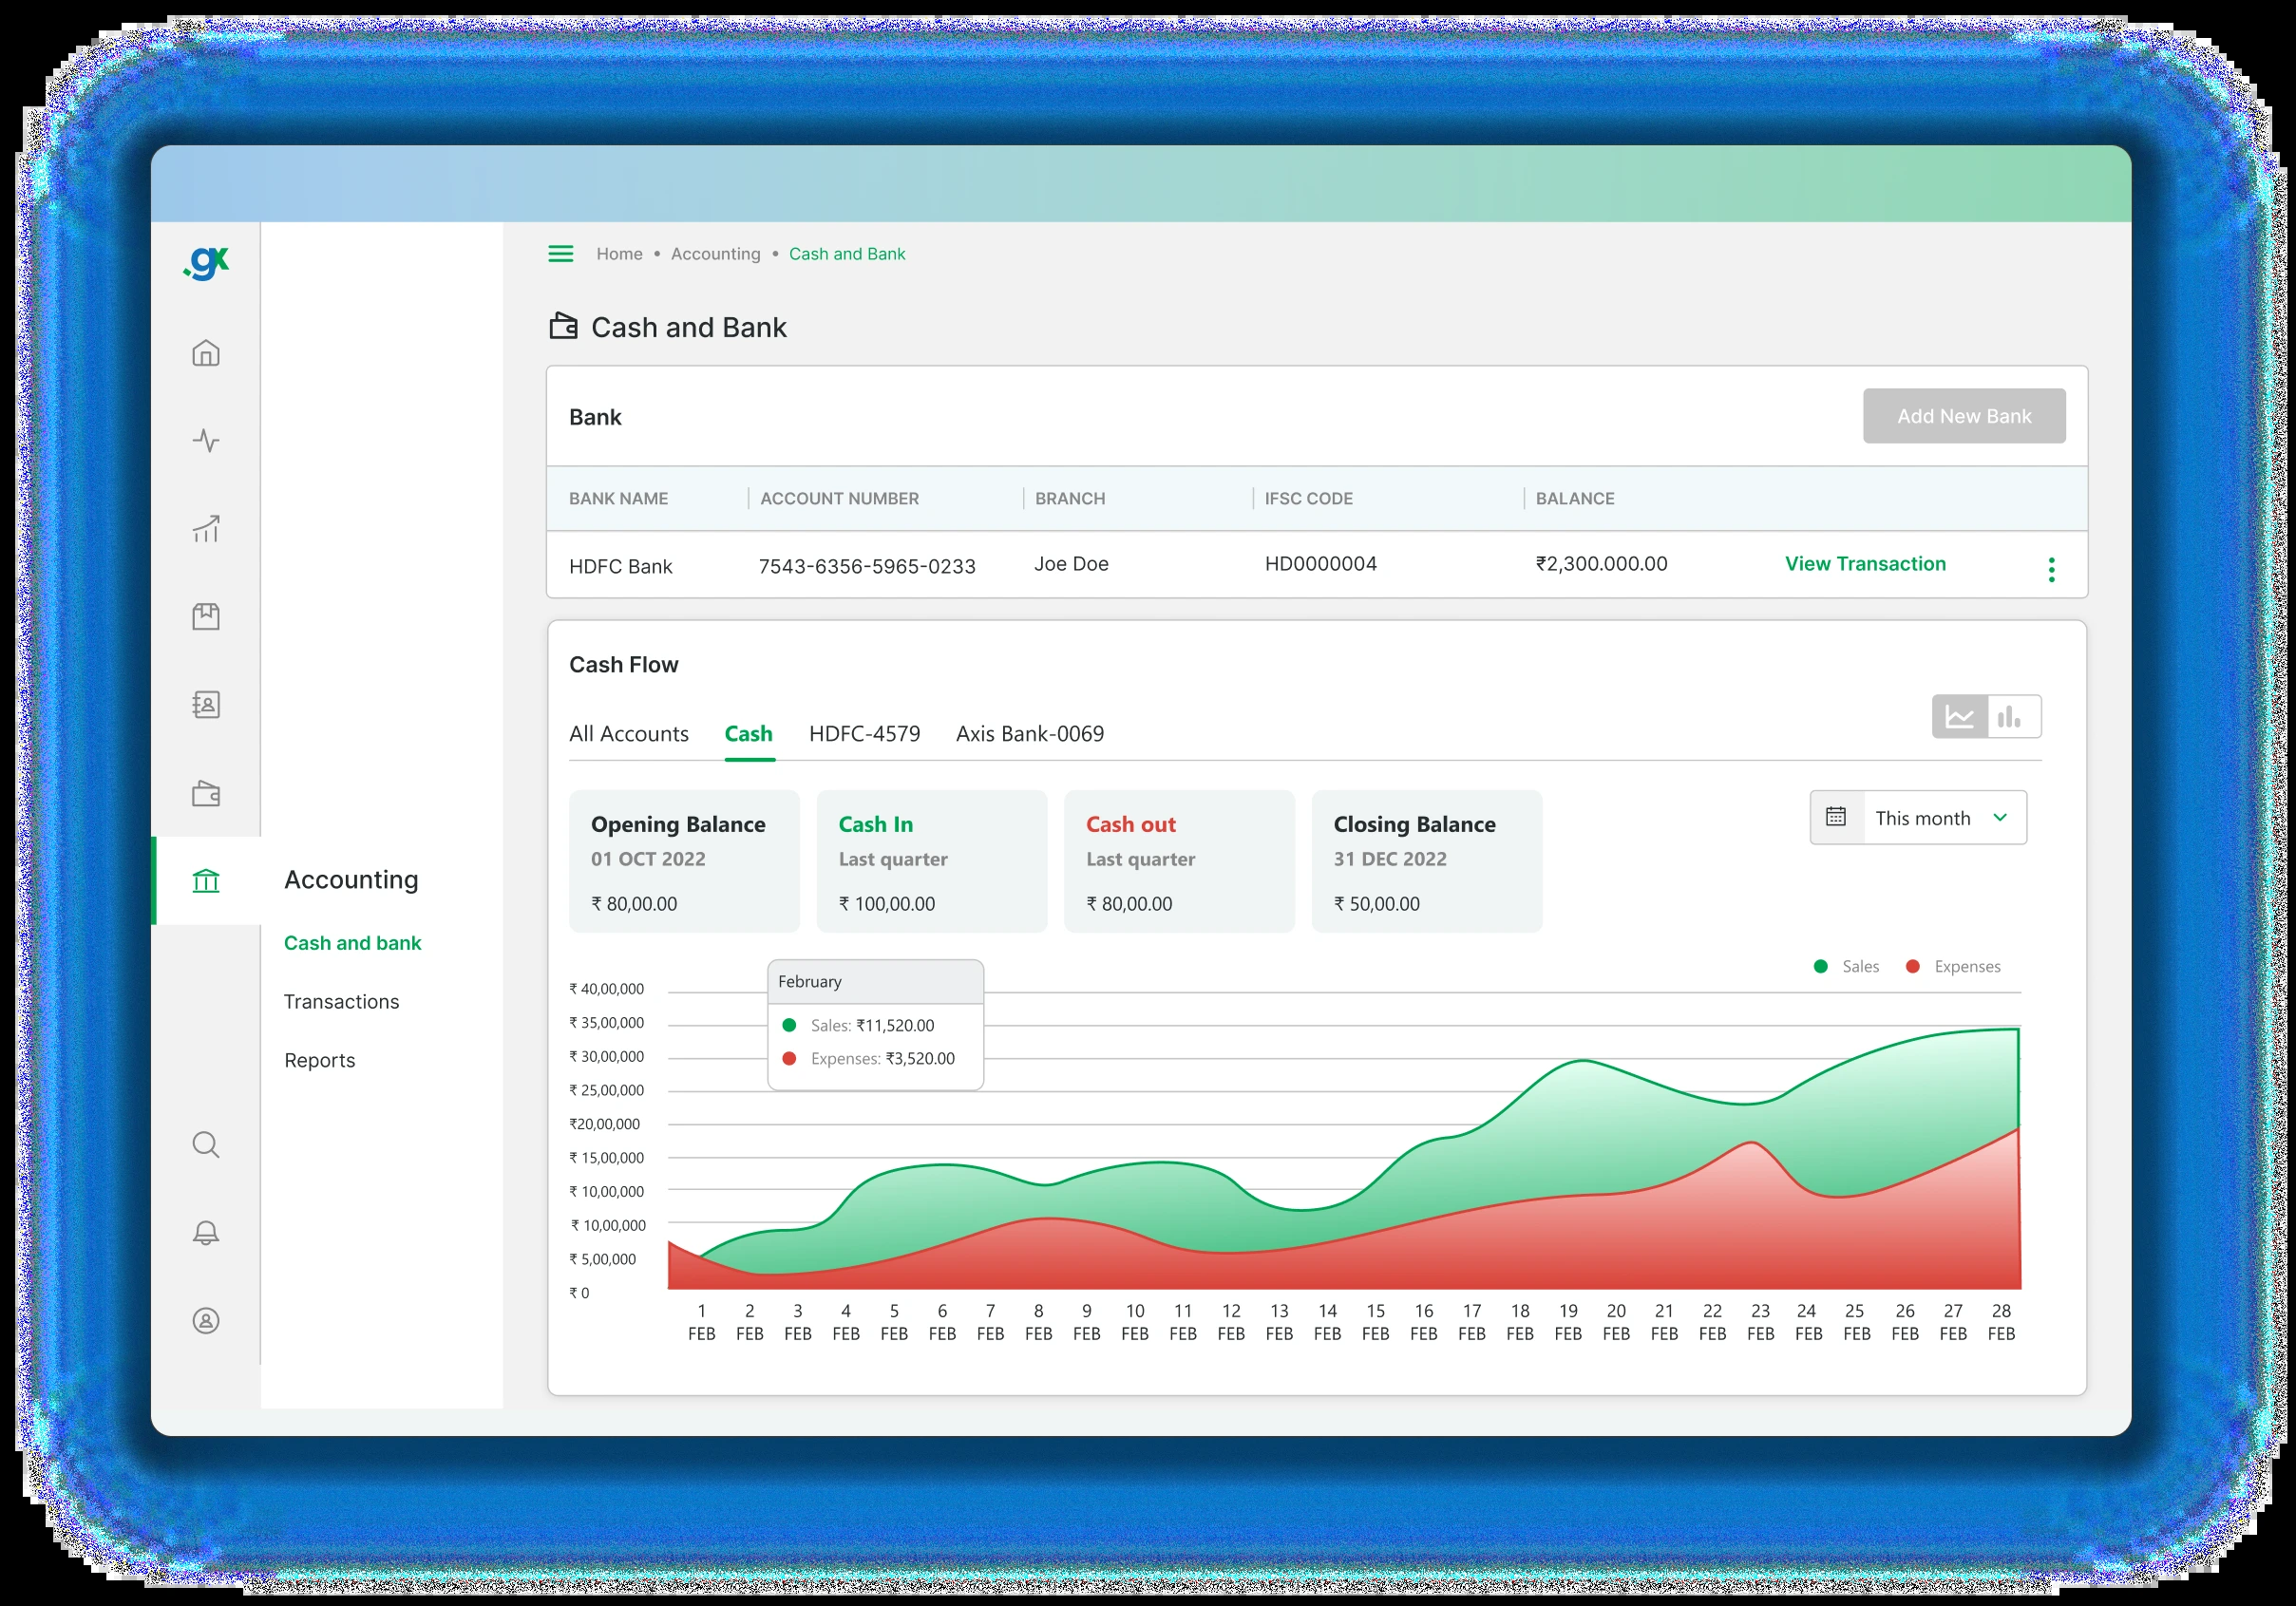 .gx
Home • Accounting • Cash and Bank
Cash and Bank
Bank
Add New Bank
BANK NAME ACCOUNT NUMBER BRANCH IFSC CODE BALANCE
HDFC Bank 7543-6356-5965-0233 Joe Doe HD0000004 ₹2,300.000.00 View Transaction
Cash Flow
All Accounts Cash HDFC-4579 Axis Bank-0069
Opening Balance
01 OCT 2022
₹ 80,00.00
Cash In
Last quarter
₹ 100,00.00
Cash out
Last quarter
₹ 80,00.00
Closing Balance
31 DEC 2022
₹ 50,00.00
This month
Accounting
Cash and bank
Transactions
Reports
Sales Expenses
February
Sales: ₹11,520.00
Expenses: ₹3,520.00
₹ 40,00,000
₹ 35,00,000
₹ 30,00,000
₹ 25,00,000
₹20,00,000
₹ 15,00,000
₹ 10,00,000
₹ 10,00,000
₹ 5,00,000
₹ 0
1 2 3 4 5 6 7 8 9 10 11 12 13 14 15 16 17 18 19 20 21 22 23 24 25 26 27 28
FEB FEB FEB FEB FEB FEB FEB FEB FEB FEB FEB FEB FEB FEB FEB FEB FEB FEB FEB FEB FEB FEB FEB FEB FEB FEB FEB FEB